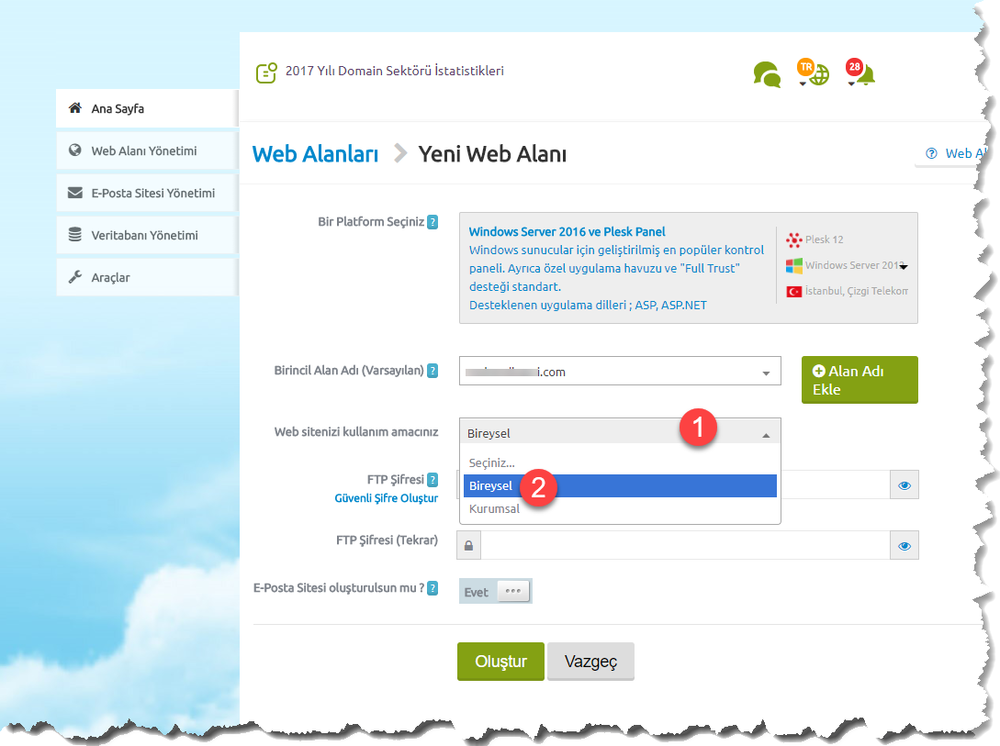 2017 Yılı Domain Sektörü İstatistikleri
TR
28
Ana Sayfa
Web Alanı Yönetimi
E-Posta Sitesi Yönetimi
Veritabanı Yönetimi
Araçlar
Web Alanları
Yeni Web Alanı
Web
Bir Platform Seçiniz ?
Windows Server 2016 ve Plesk Panel
Windows sunucular için geliştirilmiş en popüler kontrol
paneli. Ayrıca özel uygulama havuzu ve "Full Trust"
desteği standart.
Desteklenen uygulama dilleri ; ASP, ASP.NET
Plesk 12
Windows Server
İstanbul, Çizgi Telekom
Birincil Alan Adı (Varsayılan) ?
i.com
Alan Adı
Ekle
Web sitenizi kullanım amacınız
Bireysel
1
Seçiniz...
Bireysel
2
Kurumsal
FTP Şifresi ?
Güvenli Şifre Oluştur
FTP Şifresi (Tekrar)
E-Posta Sitesi oluşturulsun mu ? ?
Evet
Oluştur
Vazgeç